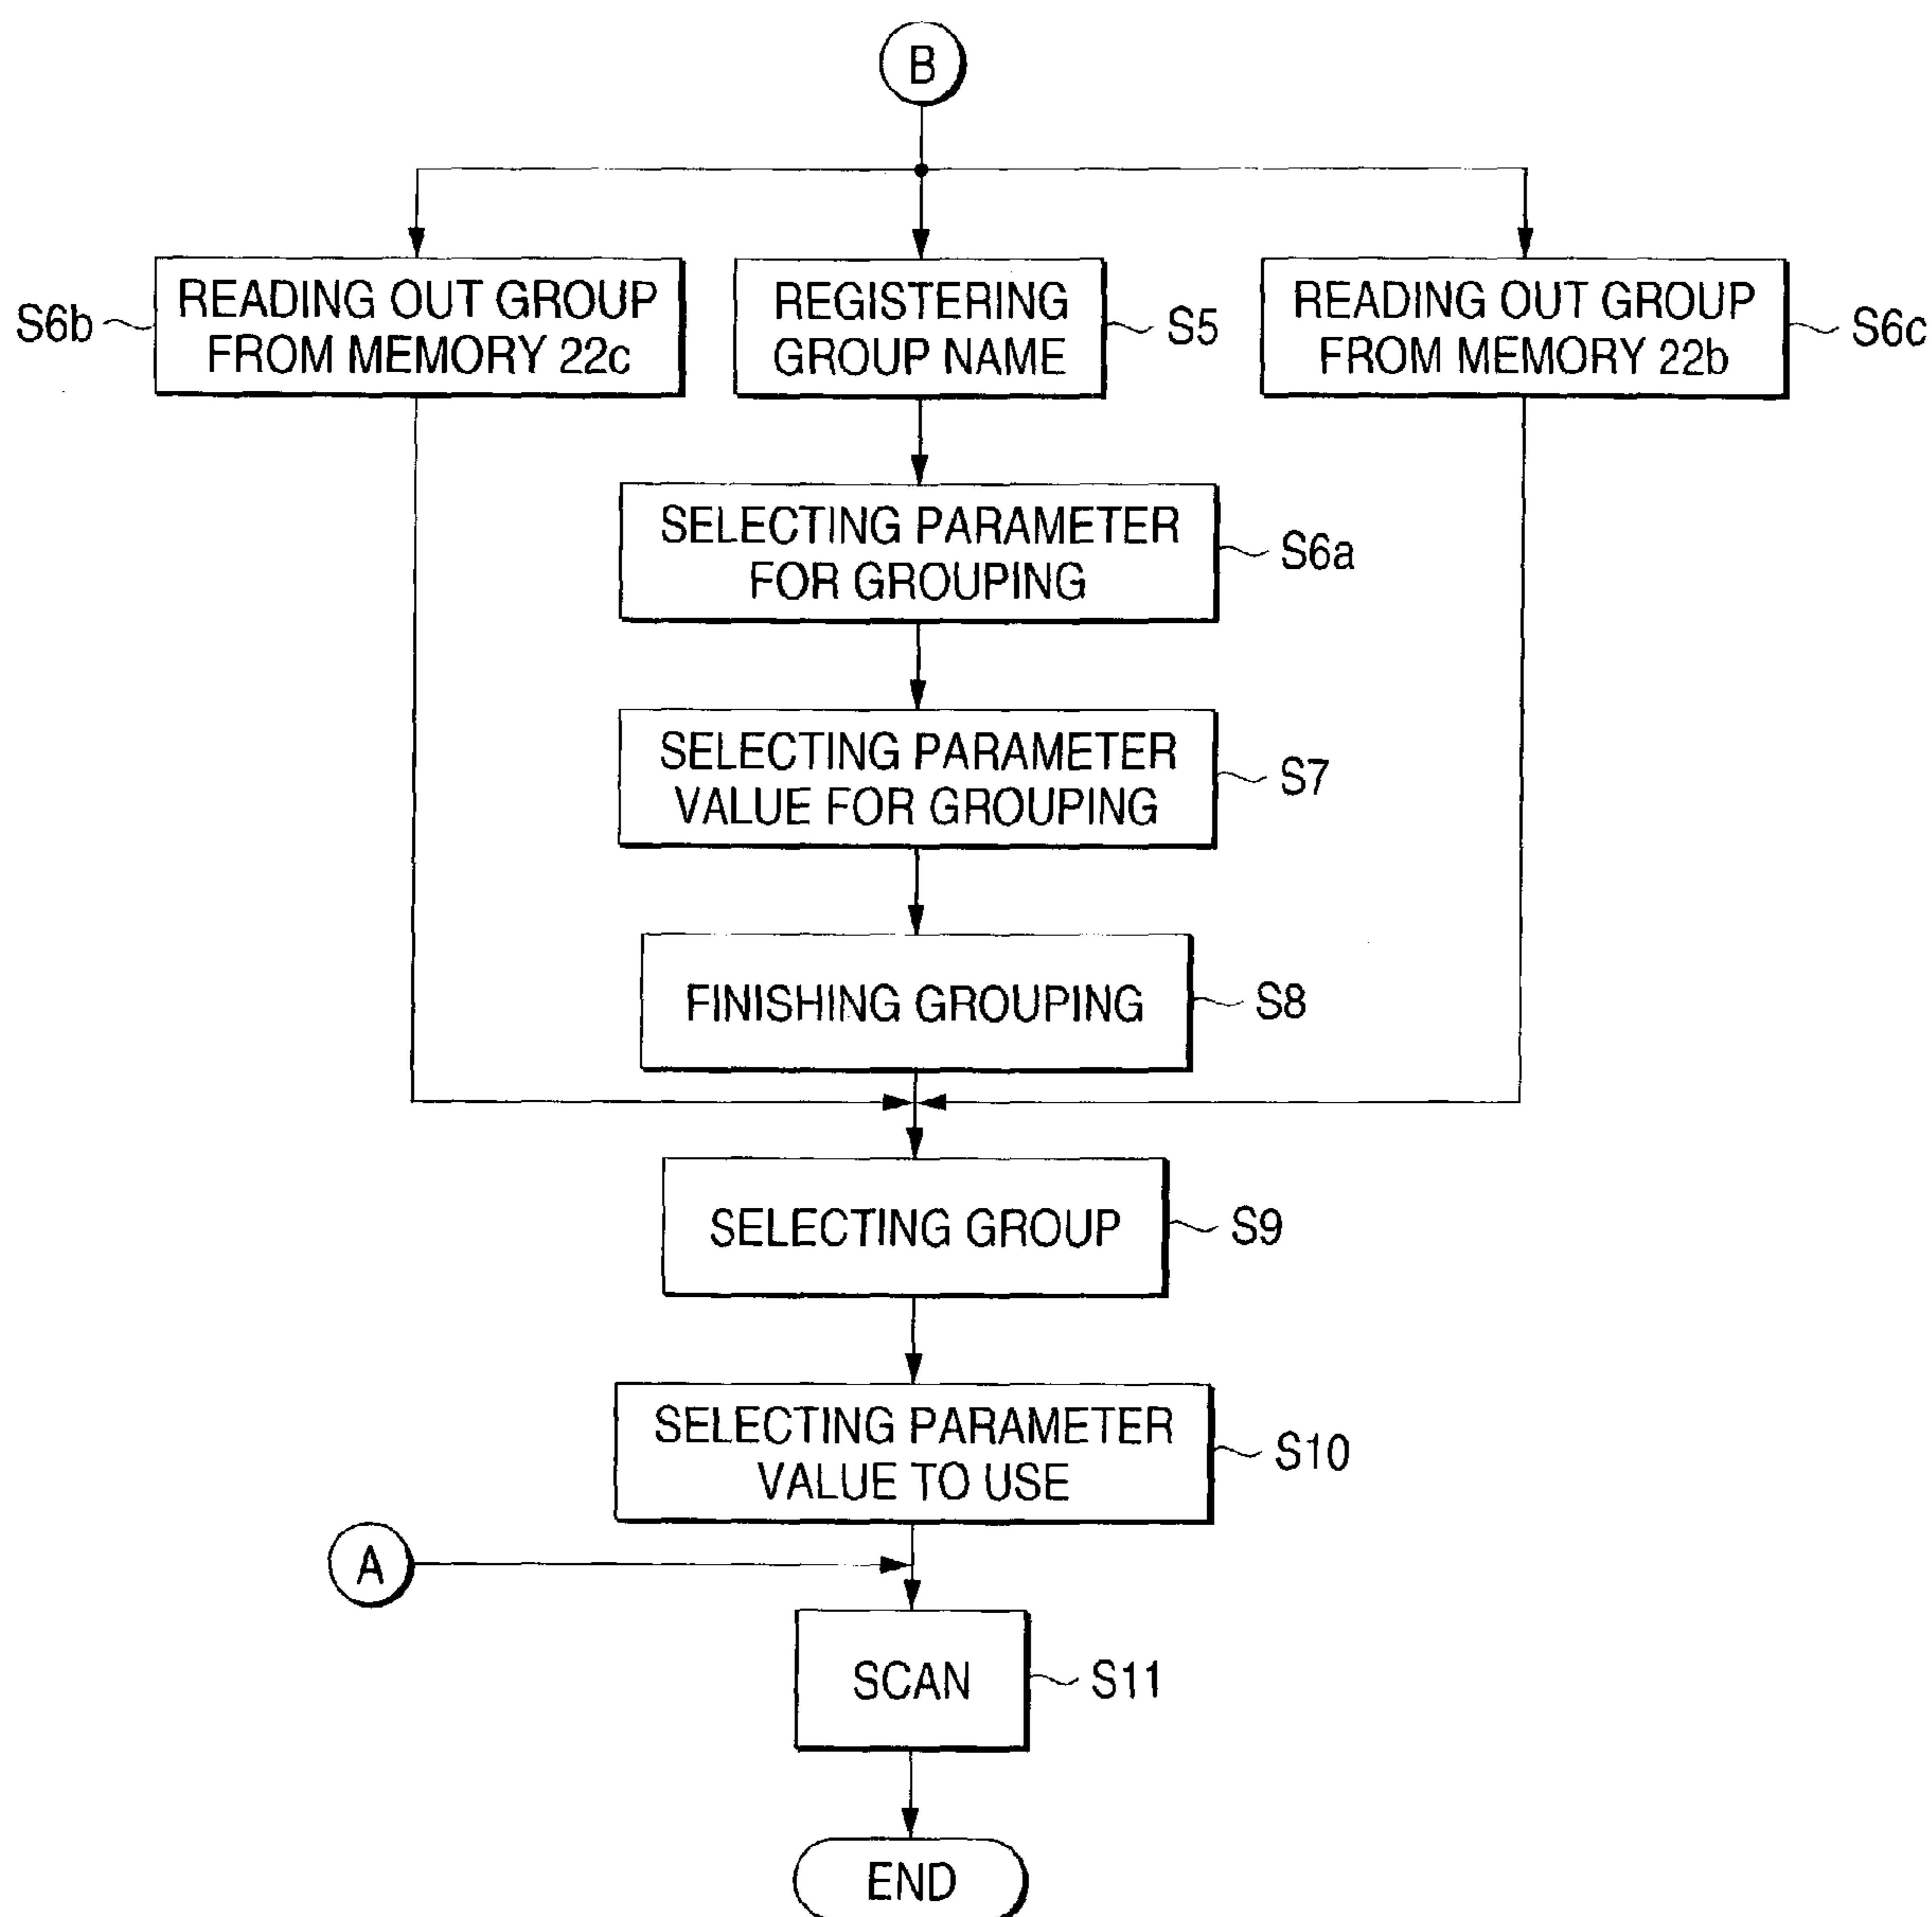 B
S6b
READING OUT GROUP
FROM MEMORY 22c
REGISTERING
GROUP NAME
S5
READING OUT GROUP
FROM MEMORY 22b
S6c
SELECTING PARAMETER
FOR GROUPING
S6a
SELECTING PARAMETER
VALUE FOR GROUPING
S7
FINISHING GROUPING
S8
SELECTING GROUP
S9
SELECTING PARAMETER
VALUE TO USE
S10
A
SCAN
S11
END